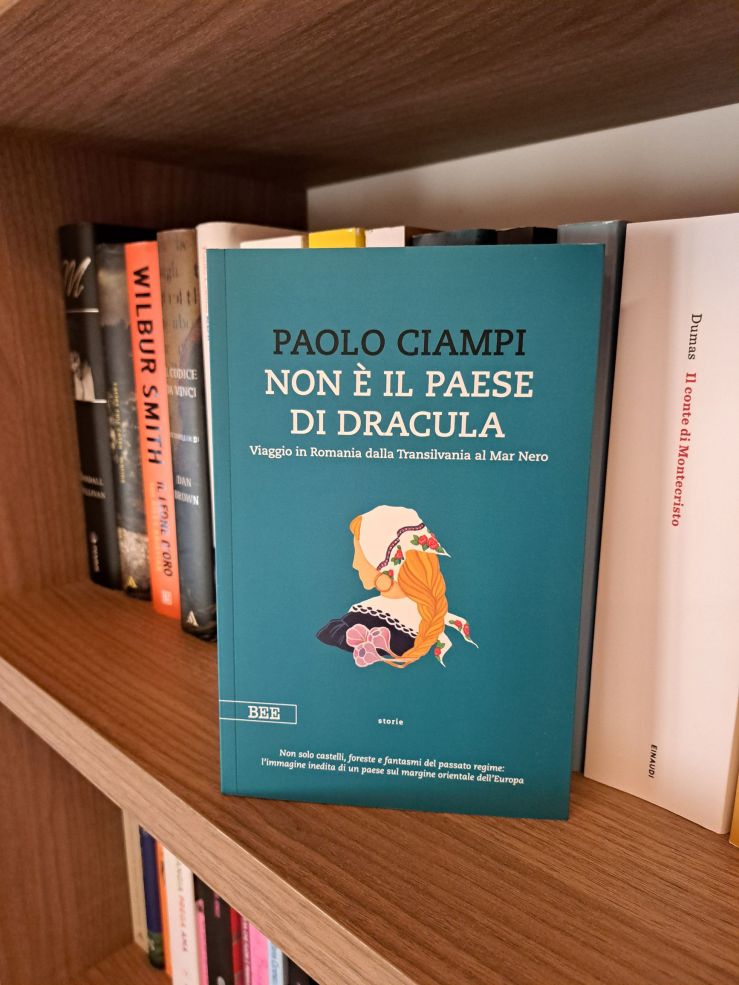 PAOLO CIAMPI
NON È IL PAESE
DI DRACULA
Viaggio in Romania dalla Transilvania al Mar Nero
BEE
storie
Non solo castelli, foreste e fantasmi del passato regime:
l'immagine inedita di un paese sul margine orientale dell'Europa
WILBUR SMITH
IL LEONE D'ORO
CODICE
DA VINCI
DAN
BROWN
Dumas Il conte di Montecristo
EINAUDI